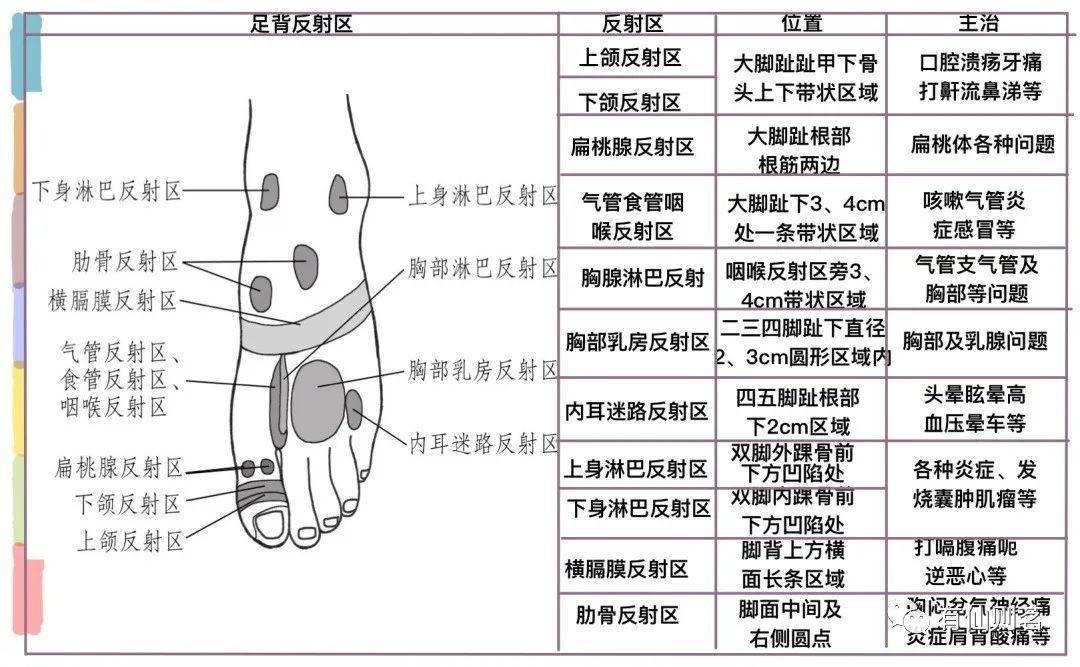 足背反射区
下身淋巴反射区
上身淋巴反射区
肋骨反射区
胸部淋巴反射区
横膈膜反射区
气管反射区、
食管反射区、
咽喉反射区
胸部乳房反射区
内耳迷路反射区
扁桃腺反射区
下颌反射区
上颌反射区
反射区
位置
主治
上颌反射区
下颌反射区
大脚趾趾甲下骨
头上下带状区域
口腔溃疡牙痛
打鼾流鼻涕等
扁桃腺反射区
大脚趾根部
根筋两边
扁桃体各种问题
气管食管咽
喉反射区
大脚趾下3、4cm
处一条带状区域
咳嗽气管炎
症感冒等
胸腺淋巴反射
咽喉反射区旁3、
4cm带状区域
气管支气管及
胸部等问题
胸部乳房反射区
二三四脚趾下直径
2、3cm圆形区域内
胸部及乳腺问题
内耳迷路反射区
四五脚趾根部
下2cm区域
头晕眩晕高
血压晕车等
上身淋巴反射区
双脚外踝骨前
下方凹陷处
下身淋巴反射区
双脚内踝骨前
下方凹陷处
各种炎症、发
烧囊肿肌瘤等
横膈膜反射区
脚背上方横
面长条区域
打嗝腹痛呃
逆恶心等
肋骨反射区
脚面中间及
右侧圆点
胸闷岔气神经痛
炎症肩背酸痛等